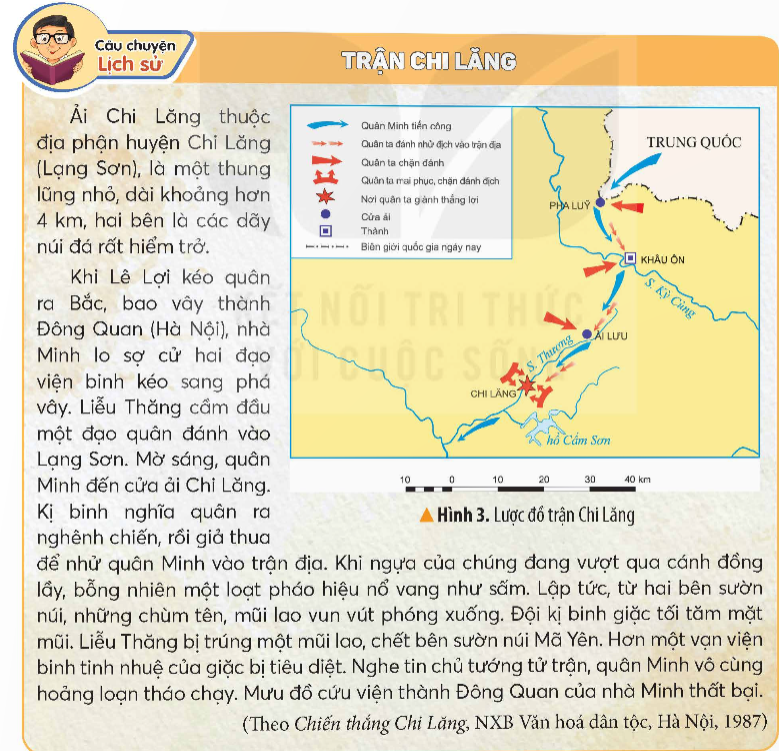 Câu chuyện
Lịch sử
TRẬN CHI LĂNG
Ải Chi Lăng thuộc
địa phận huyện Chi Lăng
(Lạng Sơn), là một thung
lũng nhỏ, dài khoảng hơn
4 km, hai bên là các dãy
núi đá rất hiểm trở.
Khi Lê Lợi kéo quân
ra Bắc, bao vây thành
Đông Quan (Hà Nội), nhà
Minh lo sợ cử hai đạo
viện binh kéo sang phá
vây. Liễu Thăng cầm đầu
một đạo quân đánh vào
Lạng Sơn. Mờ sáng, quân
Minh đến cửa ải Chi Lăng.
Kị binh nghĩa quân ra
nghênh chiến, rồi giả thua
để nhử quân Minh vào trận địa. Khi ngựa của chúng đang vượt qua cánh đồng
lầy, bỗng nhiên một loạt pháo hiệu nổ vang như sấm. Lập tức, từ hai bên sườn
núi, những chùm tên, mũi lao vun vút phóng xuống. Đội kị binh giặc tối tăm mặt
mũi. Liễu Thăng bị trúng một mũi lao, chết bên sườn núi Mã Yên. Hơn một vạn viện
binh tinh nhuệ của giặc bị tiêu diệt. Nghe tin chủ tướng tử trận, quân Minh vô cùng
hoảng loạn tháo chạy. Mưu đồ cứu viện thành Đông Quan của nhà Minh thất bại.
(Theo Chiến thắng Chi Lăng, NXB Văn hoá dân tộc, Hà Nội, 1987)
Quân Minh tiến công
Quân ta đánh nhử địch vào trận địa
Quân ta chặn đánh
Quân ta mai phục, chặn đánh địch
Nơi quân ta giành thắng lợi
Cửa ải
Thành
Biên giới quốc gia ngày nay
TRUNG QUỐC
PHA LUỸ
KHÂU ÔN
S. Kỳ Cùng
ẢI LƯU
S. Thương
CHI LĂNG
hồ Cấm Sơn
10 0 10 20 30 40 km
Hình 3. Lược đồ trận Chi Lăng
KẾT NỐI TRI THỨC
VỚI CUỘC SỐNG